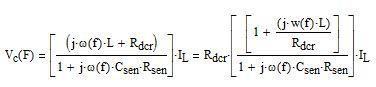 V_c(F) = [ (j·ω(f)·L + R_dcr) / (1 + j·ω(f)·C_sen·R_sen) ]·I_L = R_dcr·[ [ 1 + (j·w(f)·L) / R_dcr ] / (1 + j·ω(f)·C_sen·R_sen) ]·I_L